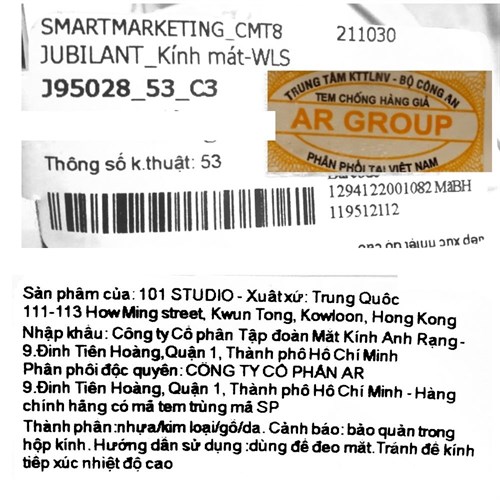 SMARTMARKETING_CMT8 211030
JUBILANT_Kính mát-WLS
J95028_53_C3
TRUNG TÂM KTTLNV - BỘ CÔNG AN
TEM CHỐNG HÀNG GIẢ
AR GROUP
PHÂN PHỐI TẠI VIỆT NAM
Thông số k.thuật: 53
1294122001082 MãBH
119512112
Sản phẩm của: 101 STUDIO - Xuất xứ: Trung Quốc
111-113 How Ming street, Kwun Tong, Kowloon, Hong Kong
Nhập khẩu: Công ty Cổ phần Tập đoàn Mắt Kính Anh Rạng -
9.Đinh Tiên Hoàng,Quận 1, Thành phố Hồ Chí Minh
Phân phối độc quyền: CÔNG TY CỔ PHẦN AR
9.Đinh Tiên Hoàng, Quận 1, Thành phố Hồ Chí Minh - Hàng
chính hãng có mã tem trùng mã SP
Thành phần:nhựa/kim loại/gỗ/da. Cảnh báo: bảo quản trong
hộp kính. Hướng dẫn sử dụng :dùng để đeo mắt.Tránh để kính
tiếp xúc nhiệt độ cao